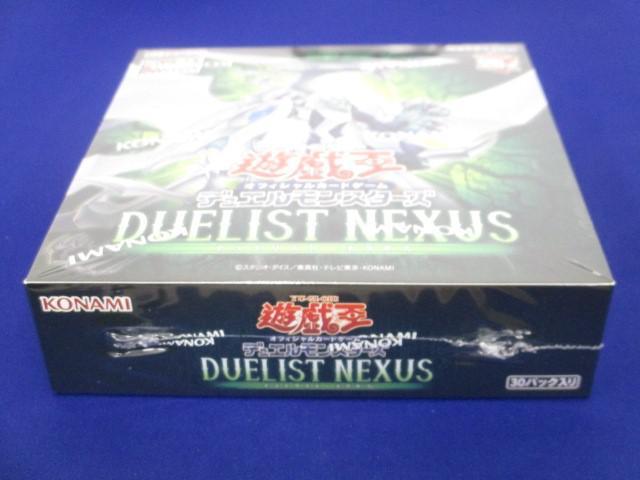 遊戯王
オフィシャルカードゲーム
デュエルモンスターズ
DUELIST NEXUS
KONAMI
KONAMI
©スタジオ・ダイス／集英社・テレビ東京・KONAMI
KONAMI
遊戯王
オフィシャルカードゲーム
デュエルモンスターズ
KONAMI
KONAMI
DUELIST NEXUS
30パック入り